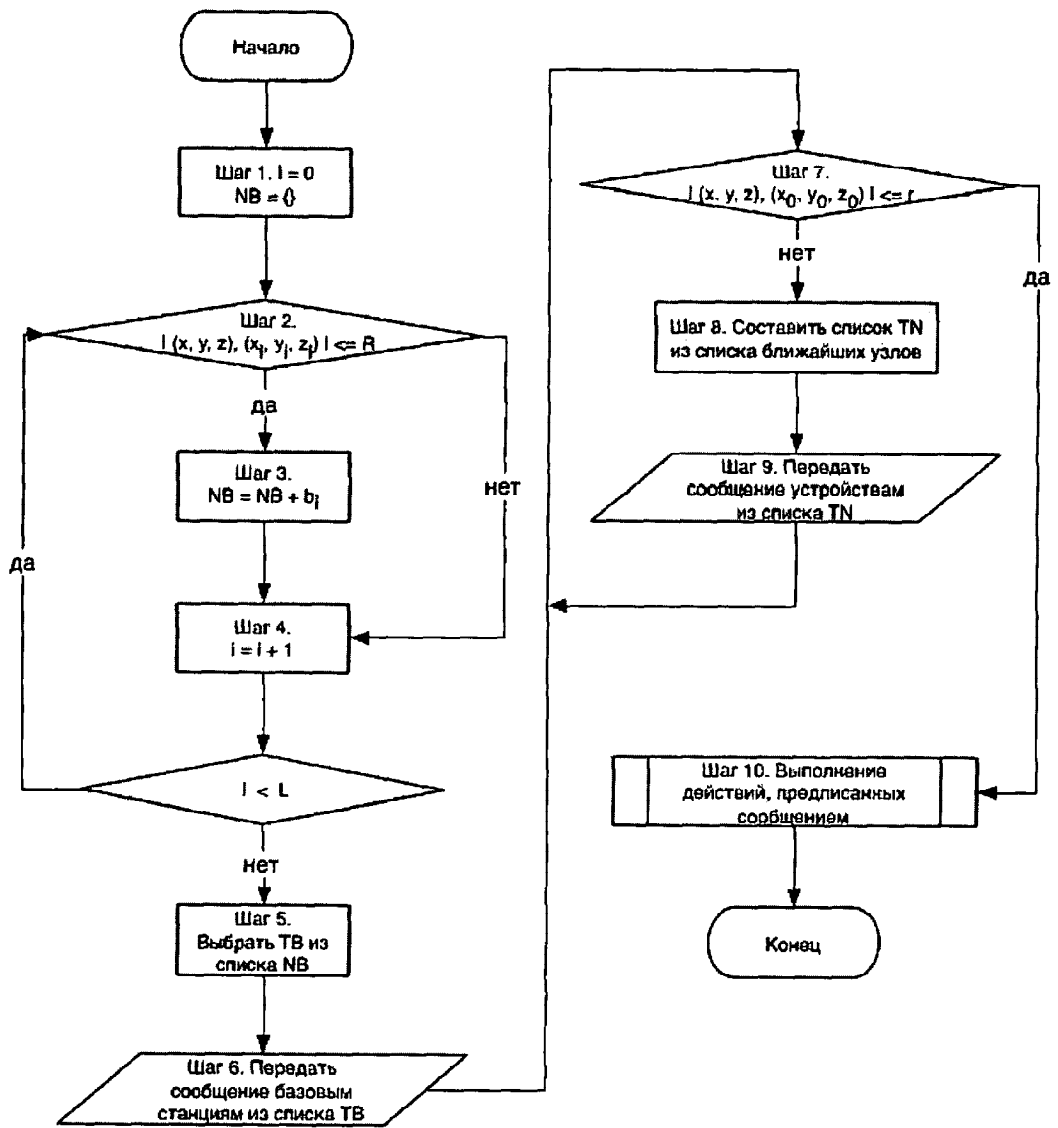 Начало
Шаг 1. i = 0
NB = {}
Шаг 2.
| (x, y, z), (xi, yi, zi) | <= R
да
нет
Шаг 3.
NB = NB + bi
Шаг 4.
i = i + 1
да
i < L
нет
Шаг 5.
Выбрать ТВ из
списка NB
Шаг 6. Передать
сообщение базовым
станциям из списка ТВ
Шаг 7.
| (x. y, z), (x0, y0, z0) | <= r
нет
да
Шаг 8. Составить список TN
из списка ближайших узлов
Шаг 9. Передать
сообщение устройствам
из списка TN
Шаг 10. Выполнение
действий, предписанных
сообщением
Конец